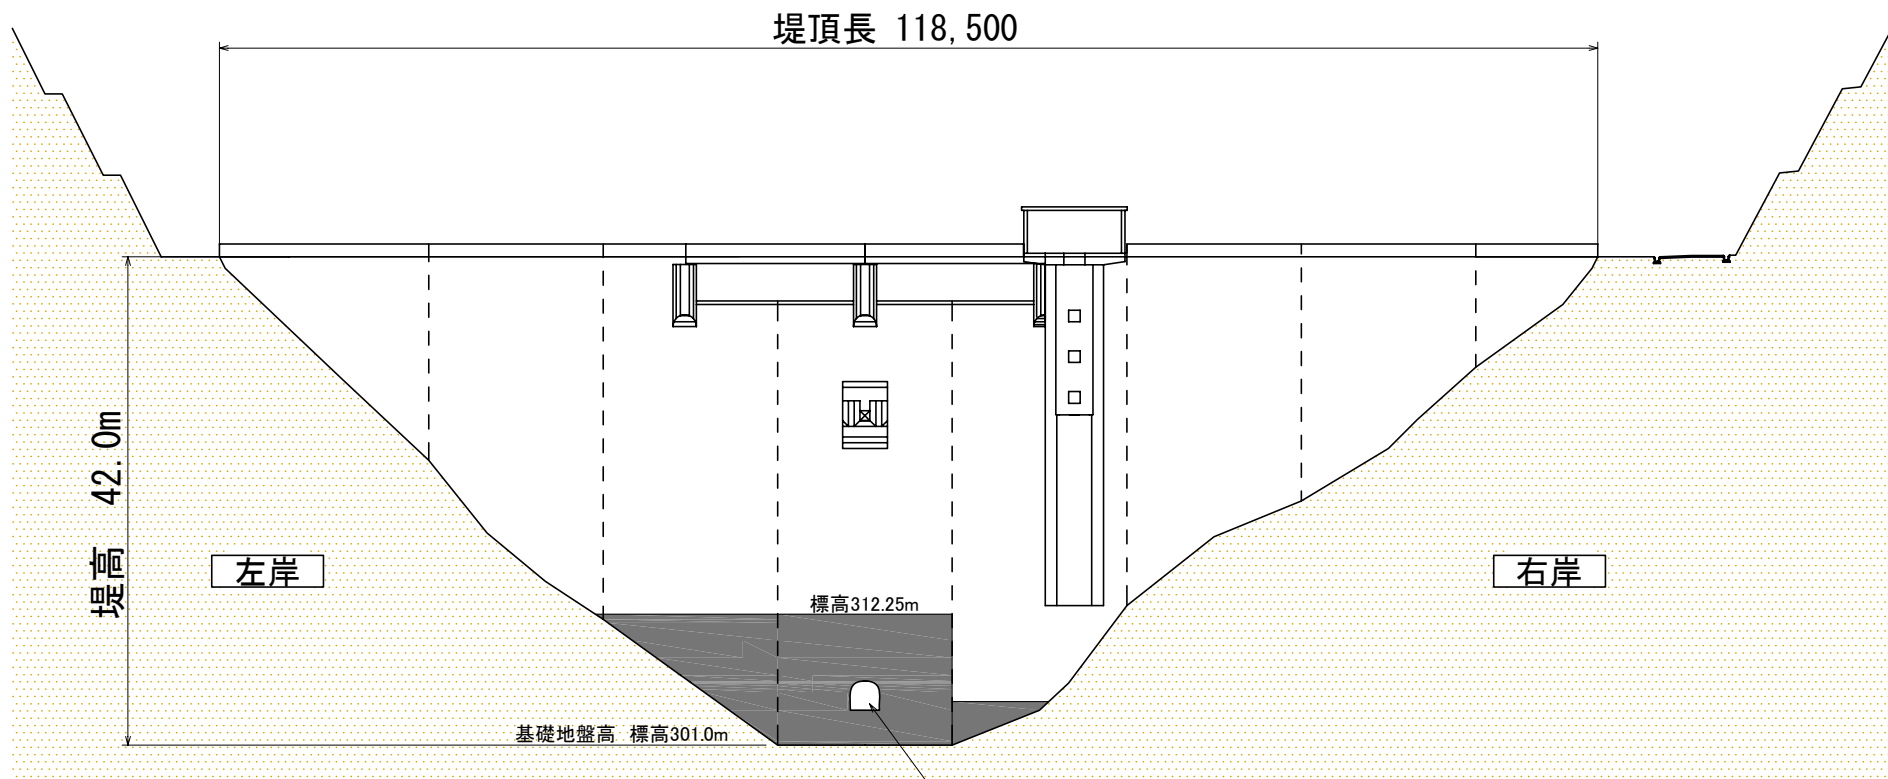 堤頂長 118,500
堤高 42.0m
左岸
右岸
標高312.25m
基礎地盤高 標高301.0m